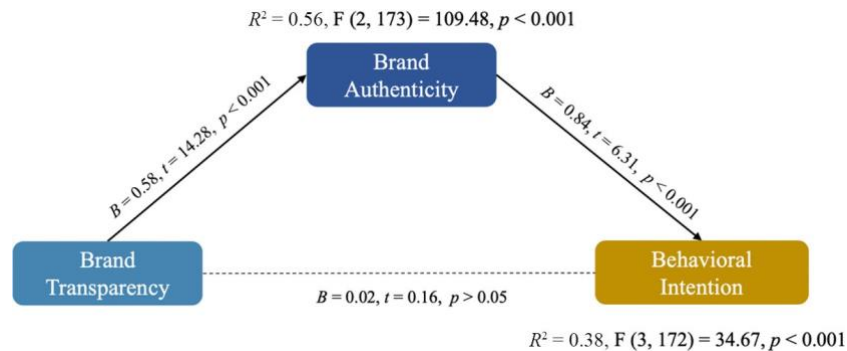 R² = 0.56, F (2, 173) = 109.48, p < 0.001
Brand
Authenticity
B = 0.58, t = 14.28, p < 0.001
B = 0.84, t = 6.31, p < 0.001
Brand
Transparency
Behavioral
Intention
B = 0.02, t = 0.16, p > 0.05
R² = 0.38, F (3, 172) = 34.67, p < 0.001